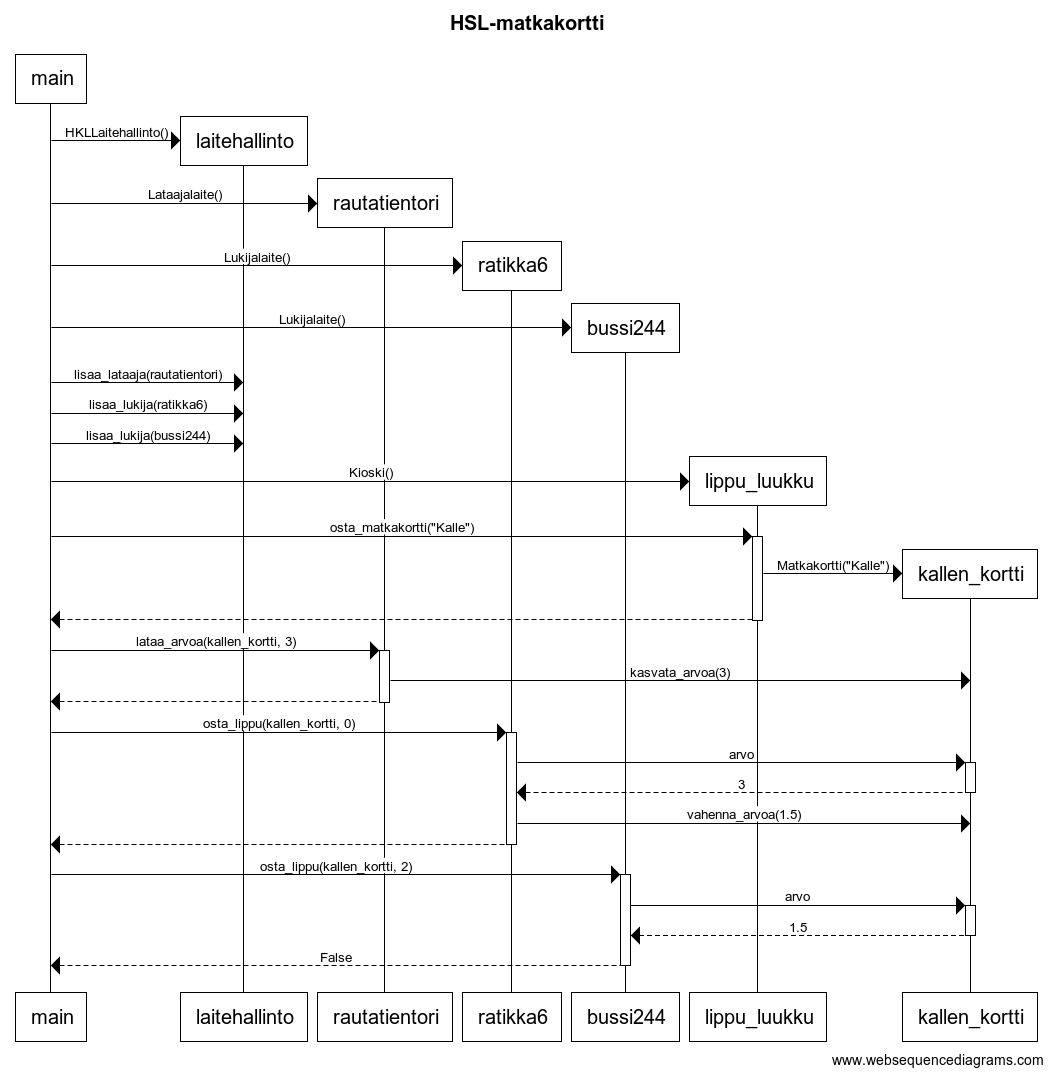 HSL-matkakortti
main
HKLLaitehallinto()
laitehallinto
Lataajalaite()
rautatientori
Lukijalaite()
ratikka6
Lukijalaite()
bussi244
lisaa_lataaja(rautatientori)
lisaa_lukija(ratikka6)
lisaa_lukija(bussi244)
Kioski()
lippu_luukku
osta_matkakortti("Kalle")
Matkakortti("Kalle")
kallen_kortti
lataa_arvoa(kallen_kortti, 3)
kasvata_arvoa(3)
osta_lippu(kallen_kortti, 0)
arvo
3
vahenna_arvoa(1.5)
osta_lippu(kallen_kortti, 2)
arvo
1.5
False
main laitehallinto rautatientori ratikka6 bussi244 lippu_luukku kallen_kortti
www.websequencediagrams.com